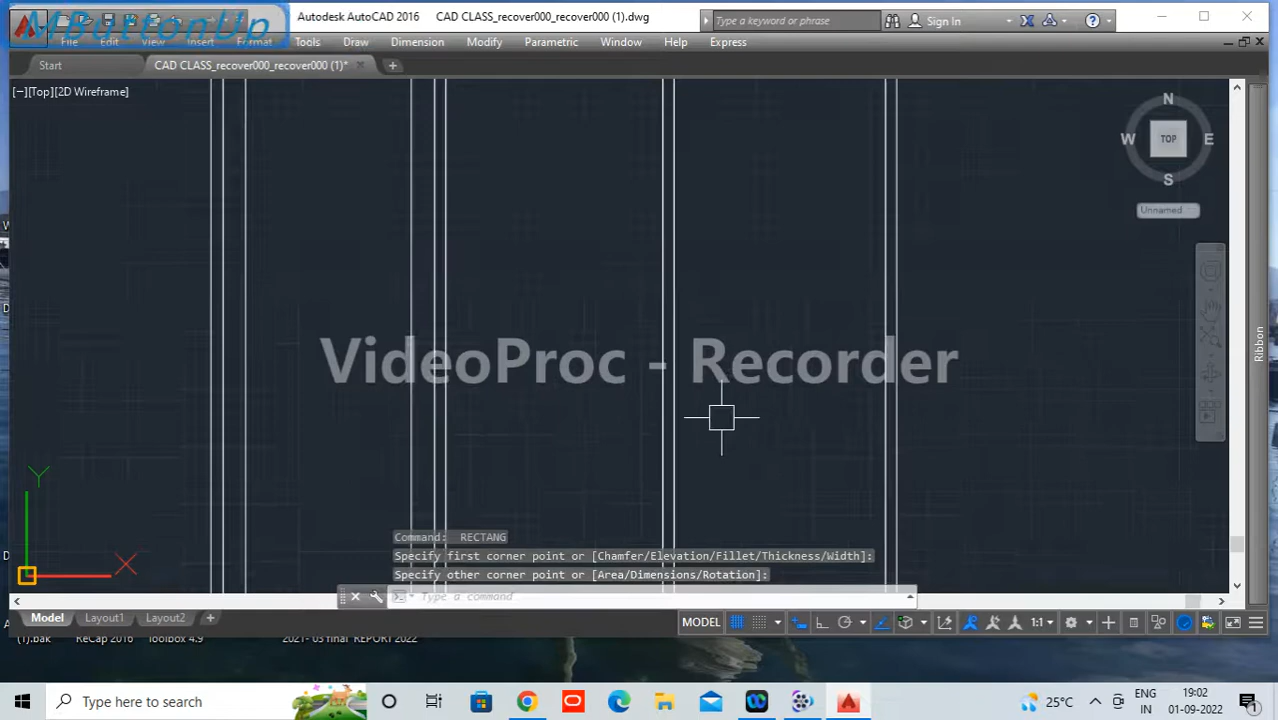 MButtonUp
Autodesk AutoCAD 2016 CAD CLASS_recover000_recover000 (1).dwg Type a keyword or phrase Sign In
File Edit View Insert Format Tools Draw Dimension Modify Parametric Window Help Express
Start CAD CLASS_recover000_recover000 (1)*
[−][Top][2D Wireframe]
N
W TOP E
S
Unnamed
Ribbon
VideoProc - Recorder
Y
X
Command: RECTANG
Specify first corner point or [Chamfer/Elevation/Fillet/Thickness/Width]:
Specify other corner point or [Area/Dimensions/Rotation]:
Type a command
Model Layout1 Layout2 MODEL 1:1
(1).bak ReCap 2016 Toolbox 4.9 2021- 03 final REPORT 2022
Type here to search 25°C ENG 19:02
IN 01-09-2022